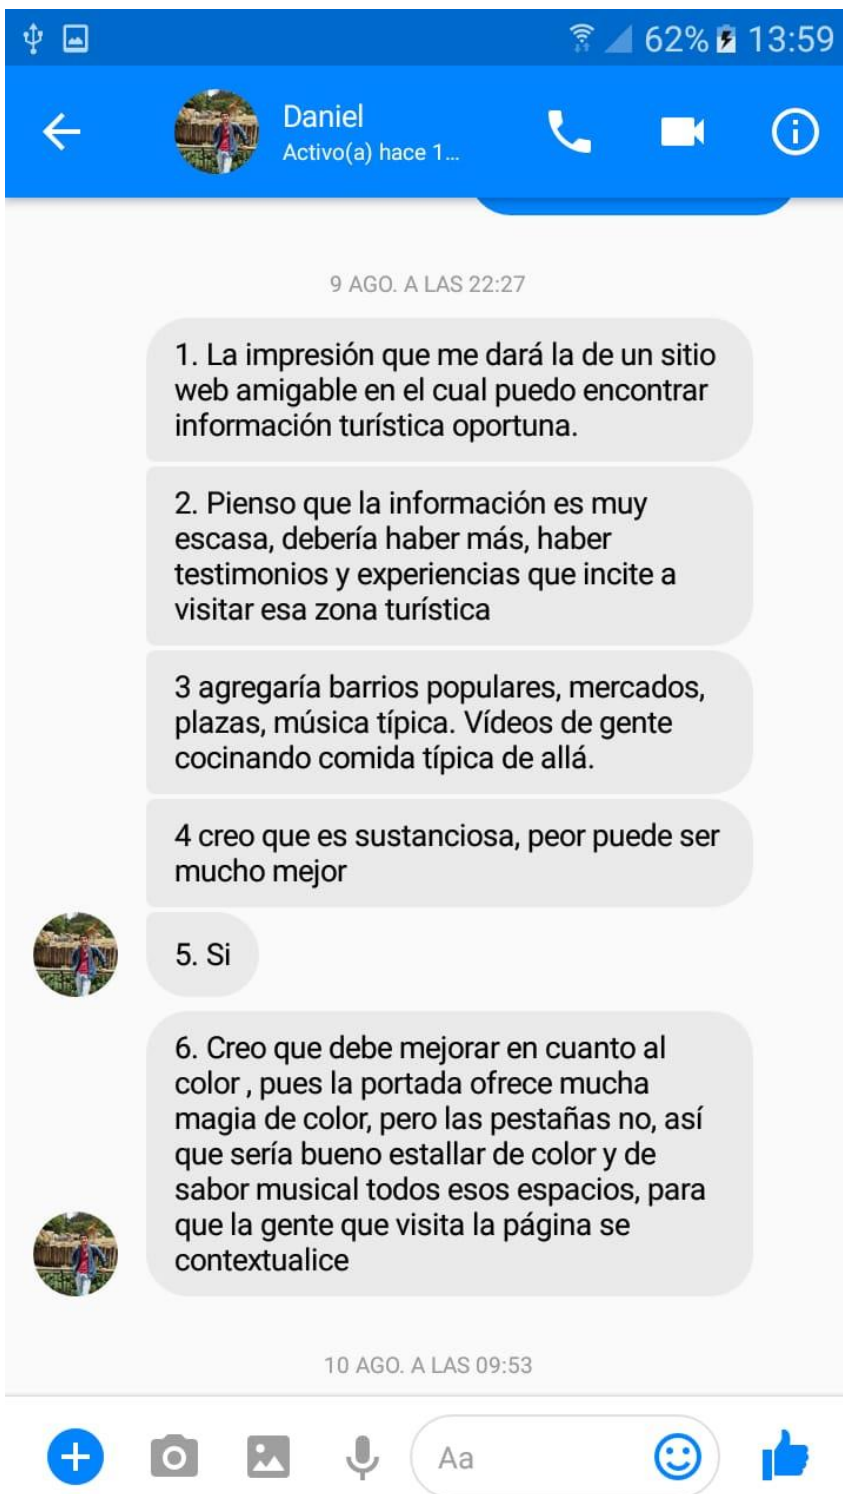 62% 13:59
Daniel
Activo(a) hace 1...
9 AGO. A LAS 22:27
1. La impresión que me dará la de un sitio
web amigable en el cual puedo encontrar
información turística oportuna.
2. Pienso que la información es muy
escasa, debería haber más, haber
testimonios y experiencias que incite a
visitar esa zona turística
3 agregaría barrios populares, mercados,
plazas, música típica. Vídeos de gente
cocinando comida típica de allá.
4 creo que es sustanciosa, peor puede ser
mucho mejor
5. Si
6. Creo que debe mejorar en cuanto al
color , pues la portada ofrece mucha
magia de color, pero las pestañas no, así
que sería bueno estallar de color y de
sabor musical todos esos espacios, para
que la gente que visita la página se
contextualice
10 AGO. A LAS 09:53
Aa